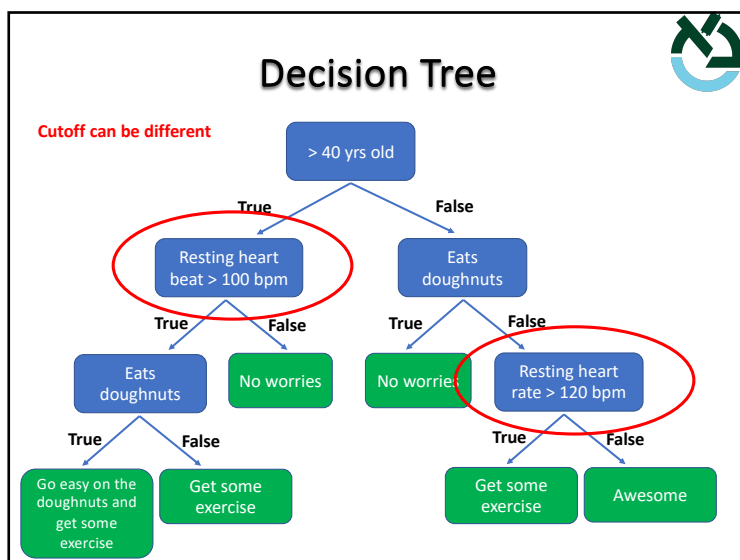 Decision Tree
Cutoff can be different
> 40 yrs old
True
False
Resting heart
beat > 100 bpm
Eats
doughnuts
True
False
True
False
Eats
doughnuts
No worries
No worries
Resting heart
rate > 120 bpm
True
False
True
False
Go easy on the
doughnuts and
get some
exercise
Get some
exercise
Get some
exercise
Awesome